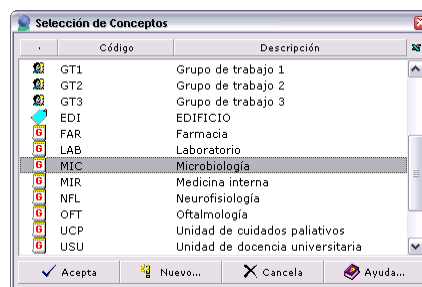 Selección de Conceptos
. Código Descripción
GT1 Grupo de trabajo 1
GT2 Grupo de trabajo 2
GT3 Grupo de trabajo 3
EDI EDIFICIO
G FAR Farmacia
G LAB Laboratorio
G MIC Microbiología
G MIR Medicina interna
G NFL Neurofisiología
G OFT Oftalmología
G UCP Unidad de cuidados paliativos
G USU Unidad de docencia universitaria
Acepta Nuevo... Cancela Ayuda...